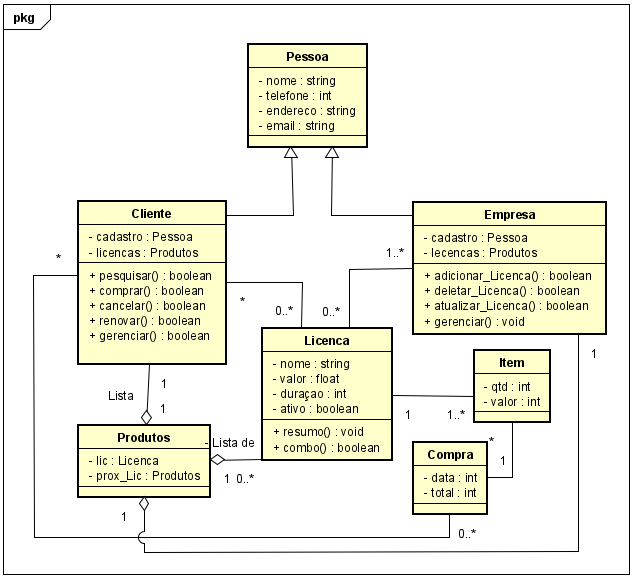 pkg
Pessoa
- nome : string
- telefone : int
- endereco : string
- email : string
Cliente
- cadastro : Pessoa
- licencas : Produtos
+ pesquisar() : boolean
+ comprar() : boolean
+ cancelar() : boolean
+ renovar() : boolean
+ gerenciar() : boolean
Empresa
- cadastro : Pessoa
- lecencas : Produtos
+ adicionar_Licenca() : boolean
+ deletar_Licenca() : boolean
+ atualizar_Licenca() : boolean
+ gerenciar() : void
*
1..*
*
0..*
0..*
Licenca
- nome : string
- valor : float
- duraçao : int
- ativo : boolean
+ resumo() : void
+ combo() : boolean
1
Item
- qtd : int
- valor : int
1
Lista
1
1
1..*
Produtos
- lic : Licenca
- prox_Lic : Produtos
- Lista de
1
0..*
*
1
Compra
- data : int
- total : int
1
0..*